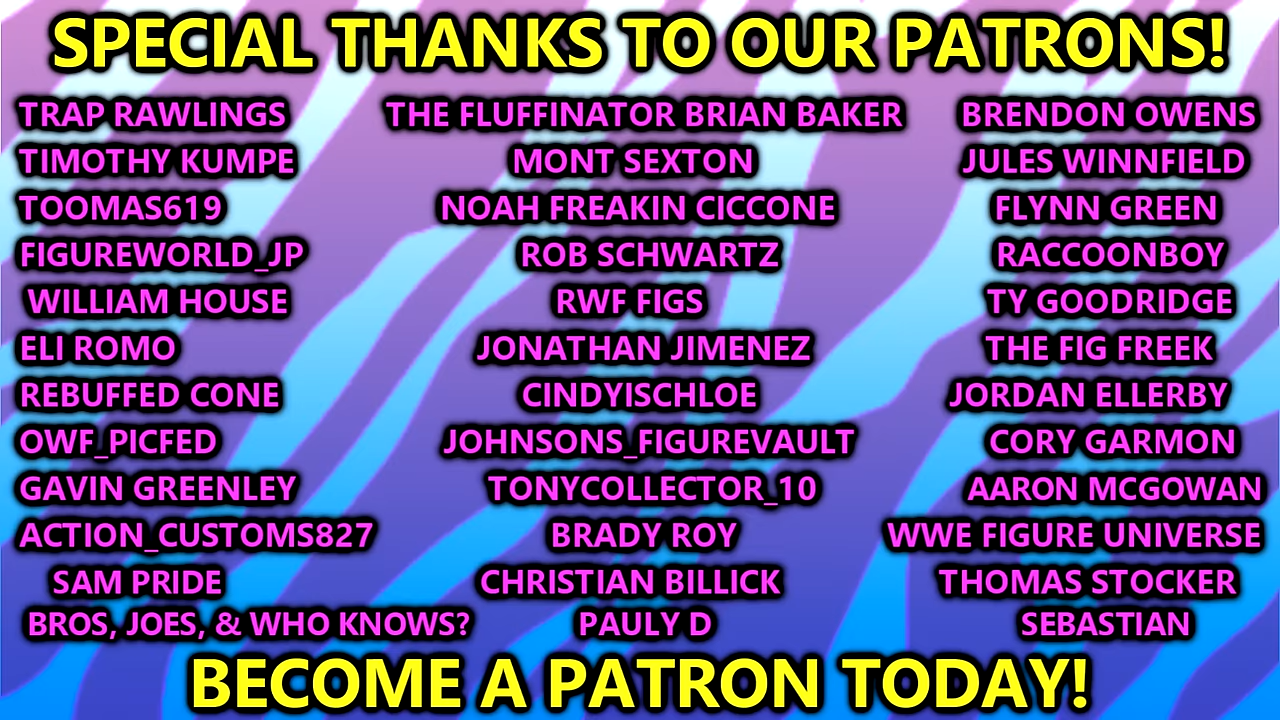 SPECIAL THANKS TO OUR PATRONS!
TRAP RAWLINGS THE FLUFFINATOR BRIAN BAKER BRENDON OWENS
TIMOTHY KUMPE MONT SEXTON JULES WINNFIELD
TOOMAS619 NOAH FREAKIN CICCONE FLYNN GREEN
FIGUREWORLD_JP ROB SCHWARTZ RACCOONBOY
WILLIAM HOUSE RWF FIGS TY GOODRIDGE
ELI ROMO JONATHAN JIMENEZ THE FIG FREEK
REBUFFED CONE CINDYISCHLOE JORDAN ELLERBY
OWF_PICFED JOHNSONS_FIGUREVAULT CORY GARMON
GAVIN GREENLEY TONYCOLLECTOR_10 AARON MCGOWAN
ACTION_CUSTOMS827 BRADY ROY WWE FIGURE UNIVERSE
SAM PRIDE CHRISTIAN BILLICK THOMAS STOCKER
BROS, JOES, & WHO KNOWS? PAULY D SEBASTIAN
BECOME A PATRON TODAY!